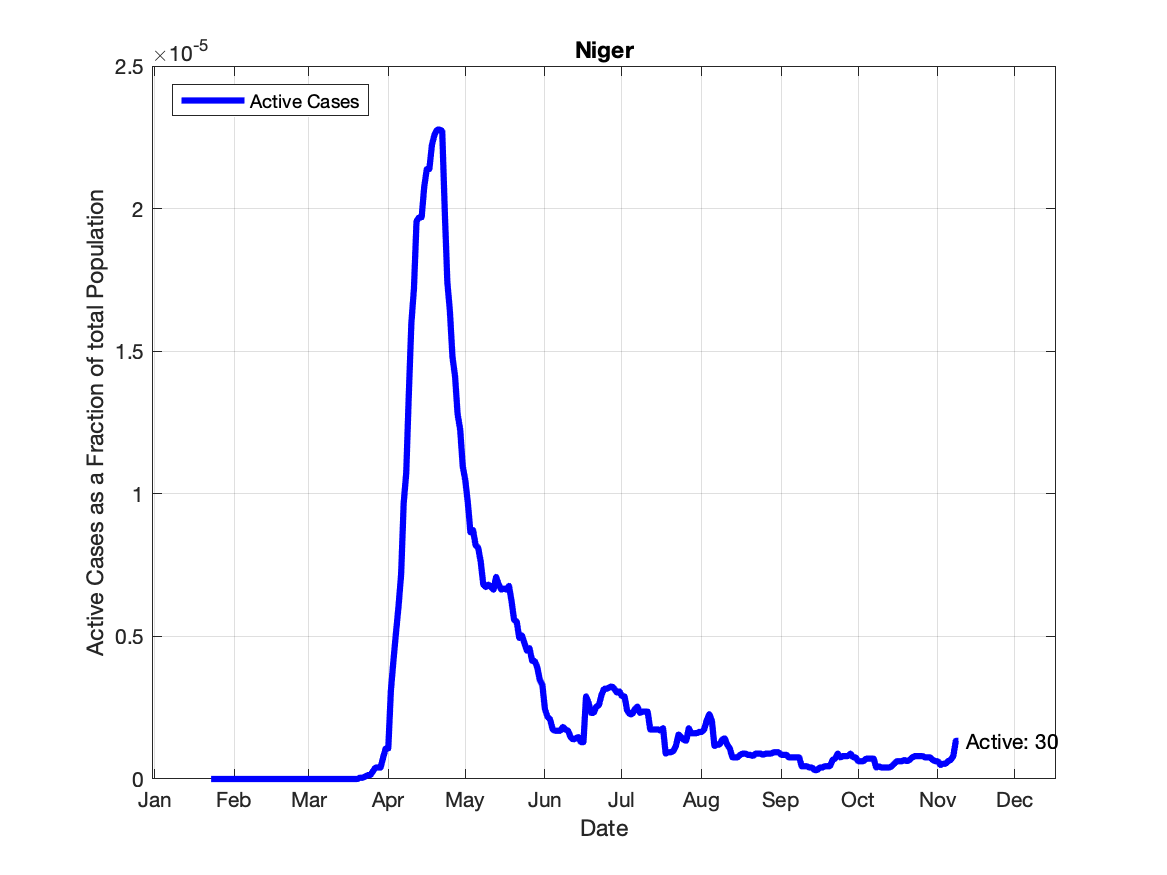 Niger
×10-5
2.5
2
1.5
1
0.5
0
Active Cases
Active Cases as a Fraction of total Population
Active: 30
Jan Feb Mar Apr May Jun Jul Aug Sep Oct Nov Dec
Date